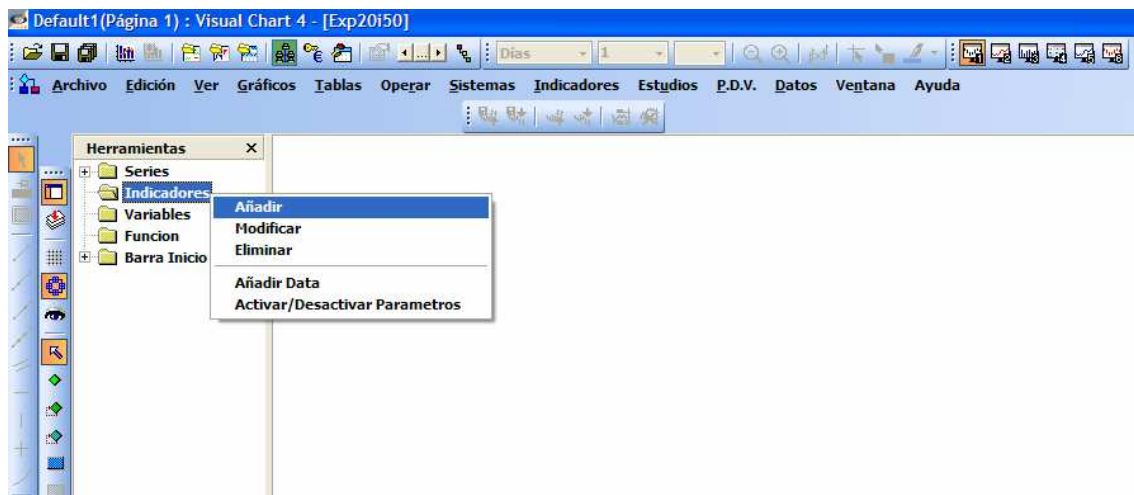 Default1(Página 1) : Visual Chart 4 - [Exp20i50]
Días 1
Archivo Edición Ver Gráficos Tablas Operar Sistemas Indicadores Estudios P.D.V. Datos Ventana Ayuda
Herramientas
Series
Indicadores
Variables
Funcion
Barra Inicio
Añadir
Modificar
Eliminar
Añadir Data
Activar/Desactivar Parametros